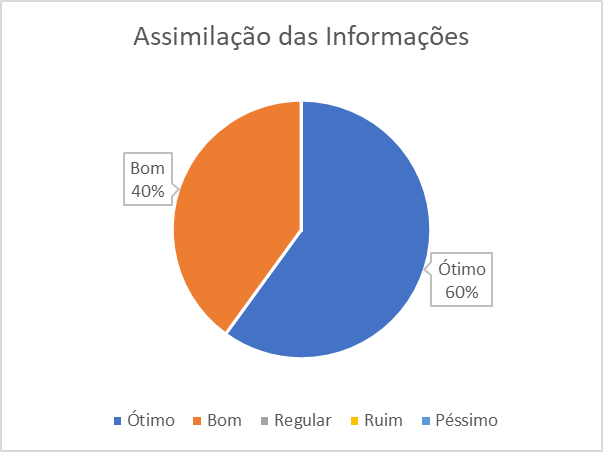 Assimilação das Informações
Bom
40%
Ótimo
60%
Ótimo Bom Regular Ruim Péssimo